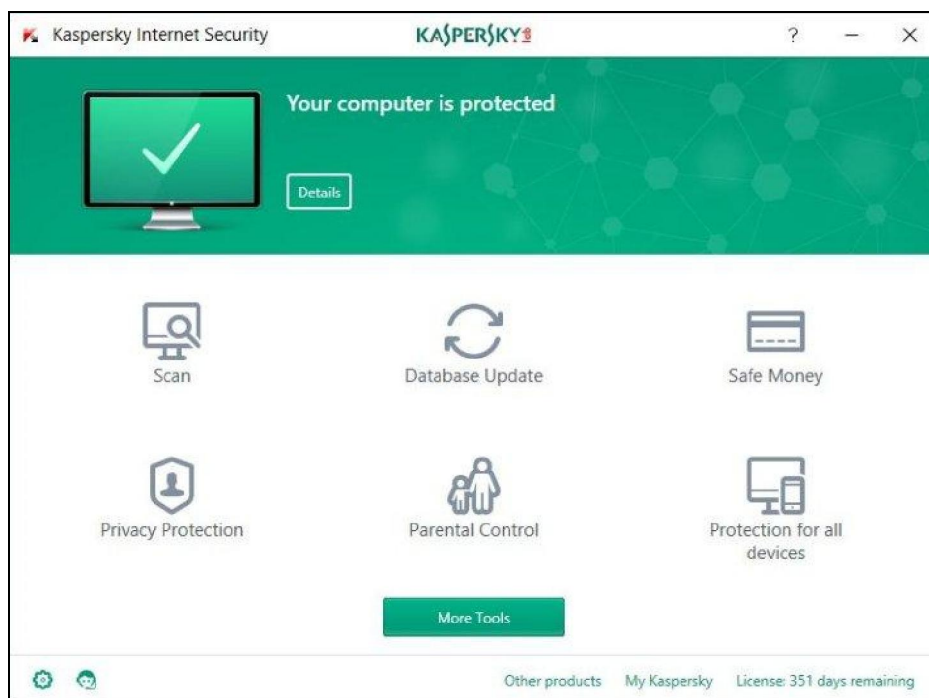 Kaspersky Internet Security
KASPERSKY
?
Your computer is protected
Details
Scan
Database Update
Safe Money
Privacy Protection
Parental Control
Protection for all
devices
More Tools
Other products
My Kaspersky
License: 351 days remaining